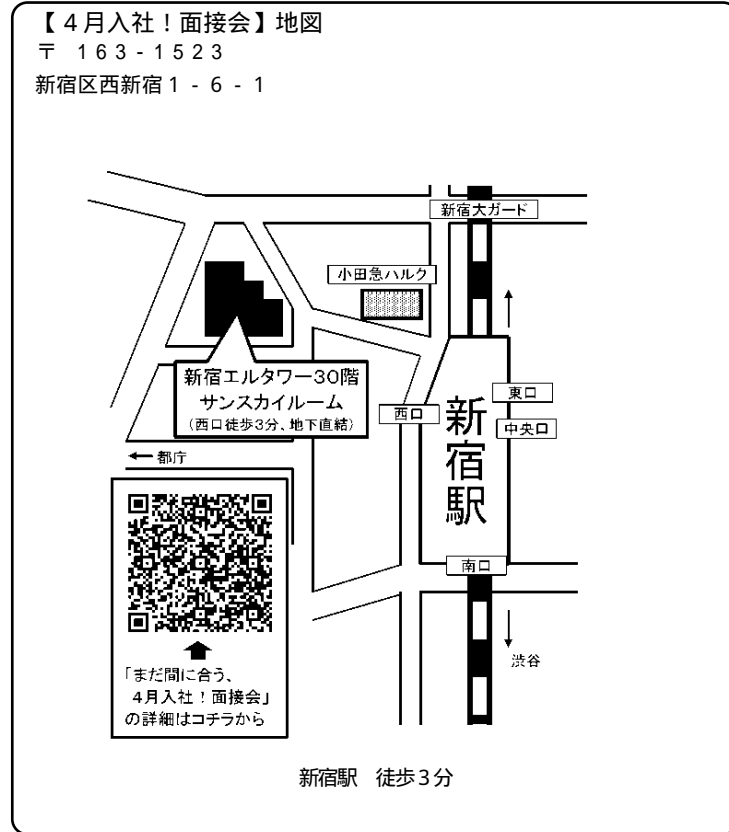 【4月入社！面接会】地図
〒 163-1523
新宿区西新宿1-6-1
新宿大ガード
小田急ハルク
新宿エルタワー30階
サンスカイルーム
(西口徒歩3分、地下直結)
西口
東口
中央口
新宿駅
← 都庁
南口
渋谷
「まだ間に合う、
4月入社！面接会」
の詳細はコチラから
新宿駅 徒歩3分